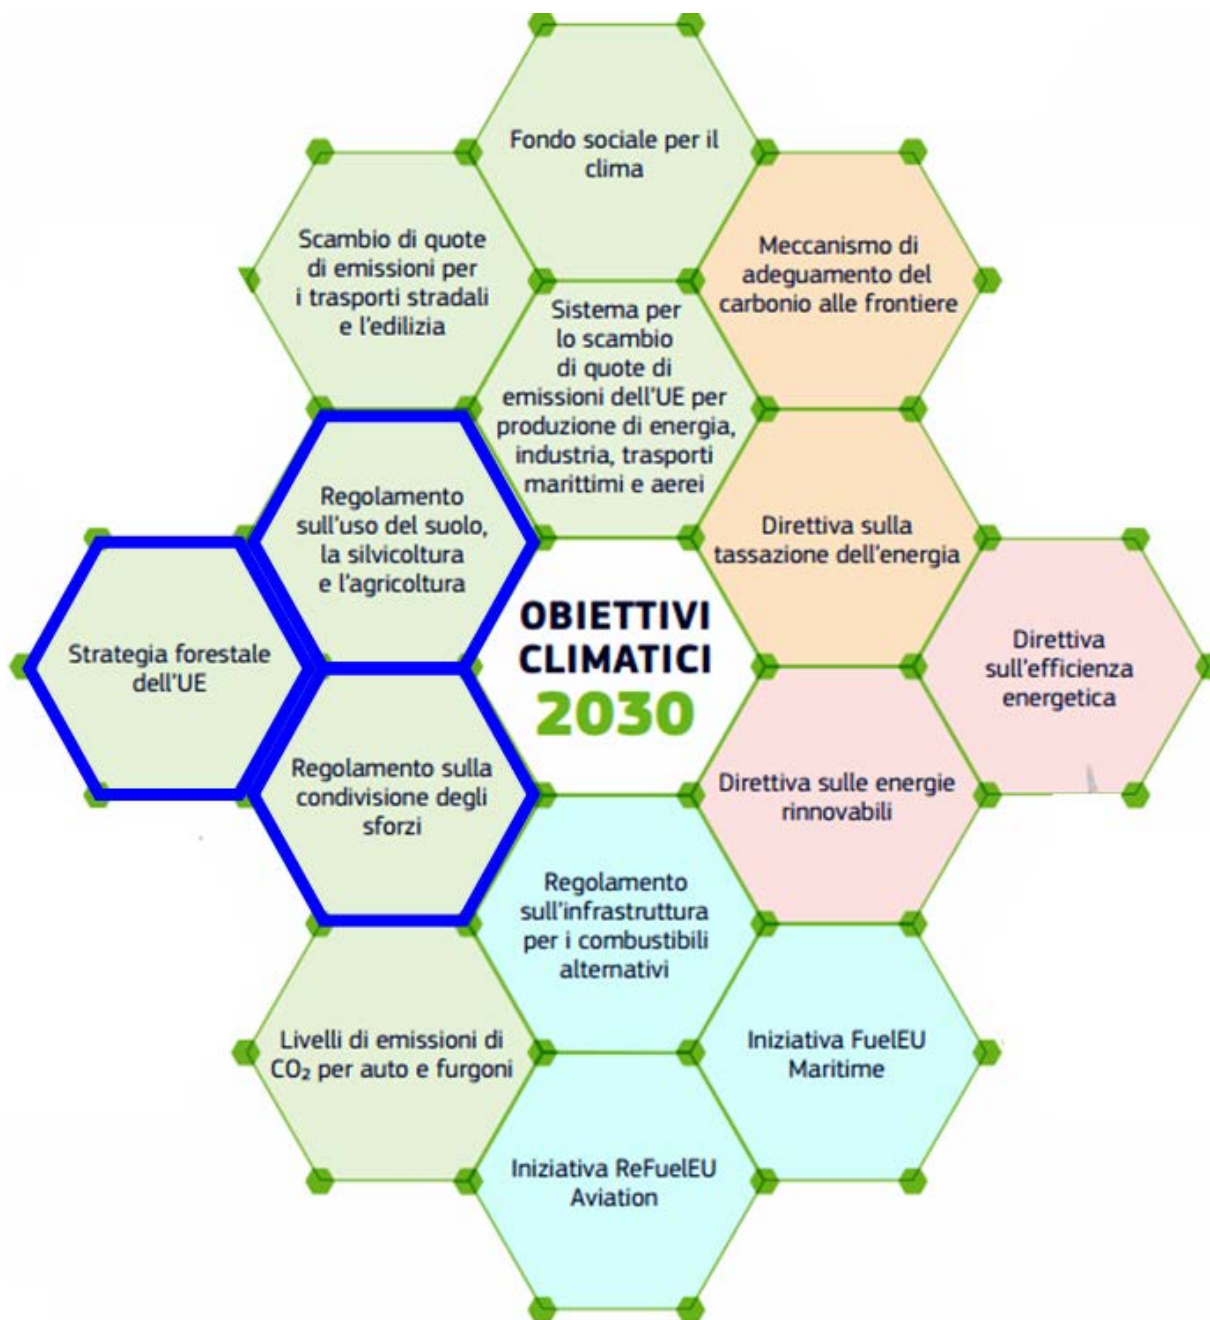 Fondo sociale per il
clima
Scambio di quote
di emissioni per
i trasporti stradali
e l'edilizia
Meccanismo di
adeguamento del
carbonio alle frontiere
Sistema per
lo scambio
di quote di
emissioni dell'UE per
produzione di energia,
industria, trasporti
marittimi e aerei
Regolamento
sull'uso del suolo,
la silvicoltura
e l'agricoltura
Direttiva sulla
tassazione dell'energia
Strategia forestale
dell'UE
OBIETTIVI
CLIMATICI
2030
Direttiva
sull'efficienza
energetica
Regolamento sulla
condivisione degli
sforzi
Direttiva sulle energie
rinnovabili
Regolamento
sull'infrastruttura
per i combustibili
alternativi
Livelli di emissioni di
CO₂ per auto e furgoni
Iniziativa FuelEU
Maritime
Iniziativa ReFuelEU
Aviation